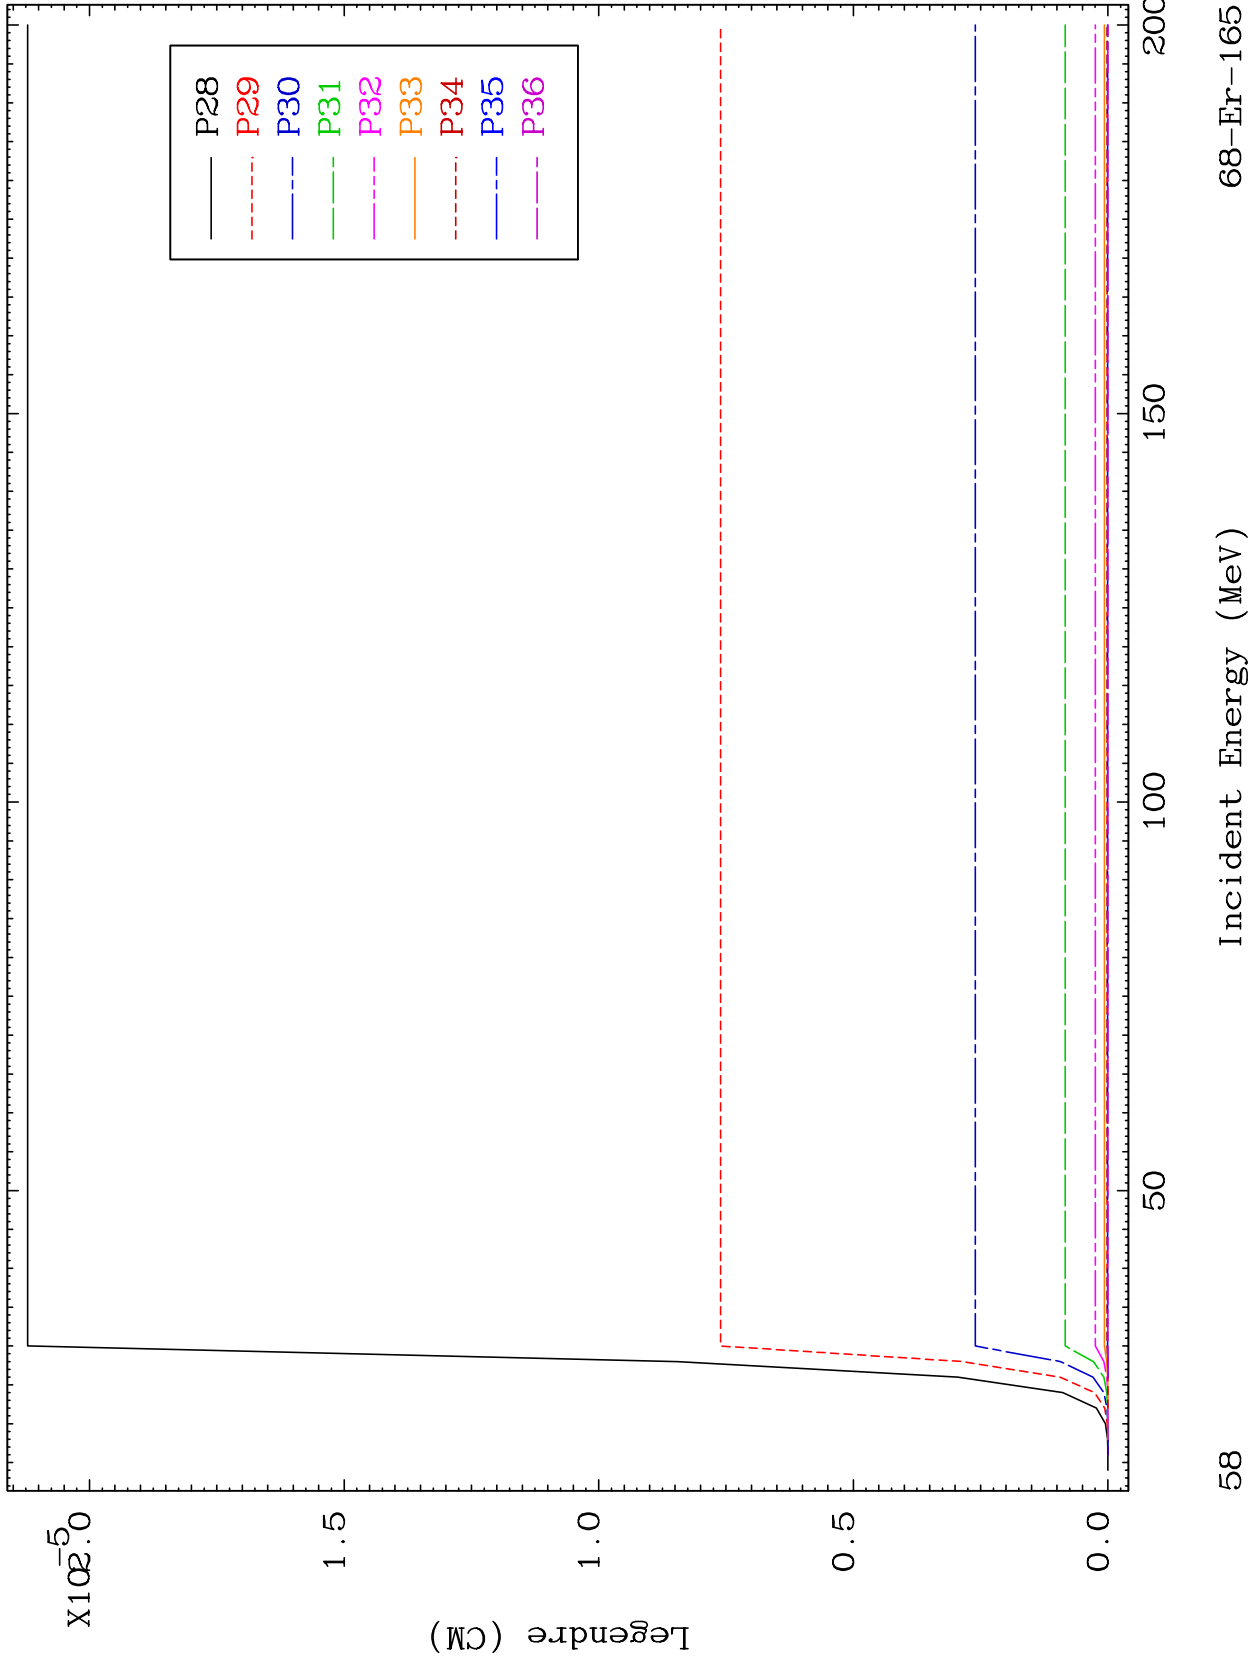 X10-5
2.0
1.5
1.0
0.5
0.0
Legendre (CM)
P28
P29
P30
P31
P32
P33
P34
P35
P36
50
100
150
200
58
Incident Energy (MeV)
68-Er-165